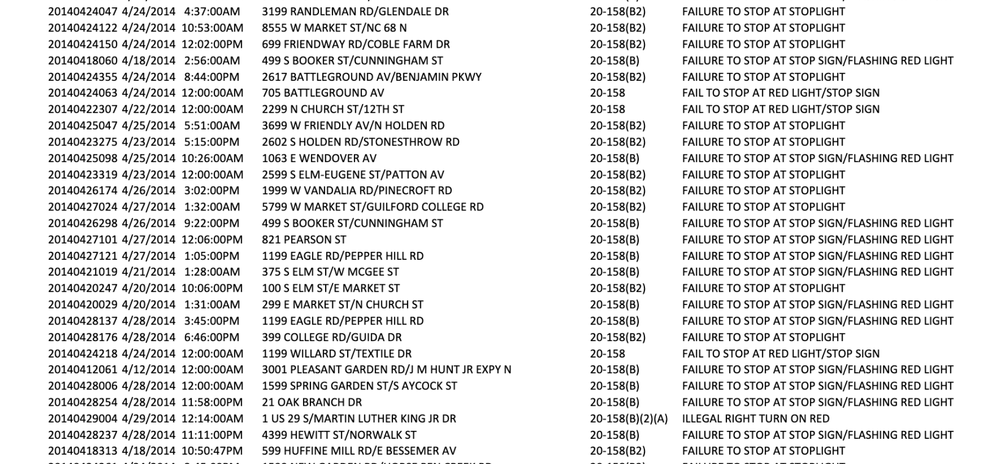 20140424047 4/24/2014 4:37:00AM 3199 RANDLEMAN RD/GLENDALE DR 20-158(B2) FAILURE TO STOP AT STOPLIGHT
20140424122 4/24/2014 10:53:00AM 8555 W MARKET ST/NC 68 N 20-158(B2) FAILURE TO STOP AT STOPLIGHT
20140424150 4/24/2014 12:02:00PM 699 FRIENDWAY RD/COBLE FARM DR 20-158(B2) FAILURE TO STOP AT STOPLIGHT
20140418060 4/18/2014 2:56:00AM 499 S BOOKER ST/CUNNINGHAM ST 20-158(B) FAILURE TO STOP AT STOP SIGN/FLASHING RED LIGHT
20140424355 4/24/2014 8:44:00PM 2617 BATTLEGROUND AV/BENJAMIN PKWY 20-158(B2) FAILURE TO STOP AT STOPLIGHT
20140424063 4/24/2014 12:00:00AM 705 BATTLEGROUND AV 20-158 FAIL TO STOP AT RED LIGHT/STOP SIGN
20140422307 4/22/2014 12:00:00AM 2299 N CHURCH ST/12TH ST 20-158 FAIL TO STOP AT RED LIGHT/STOP SIGN
20140425047 4/25/2014 5:51:00AM 3699 W FRIENDLY AV/N HOLDEN RD 20-158(B2) FAILURE TO STOP AT STOPLIGHT
20140423275 4/23/2014 5:15:00PM 2602 S HOLDEN RD/STONESTHROW RD 20-158(B2) FAILURE TO STOP AT STOPLIGHT
20140425098 4/25/2014 10:26:00AM 1063 E WENDOVER AV 20-158(B) FAILURE TO STOP AT STOP SIGN/FLASHING RED LIGHT
20140423319 4/23/2014 12:00:00AM 2599 S ELM-EUGENE ST/PATTON AV 20-158(B2) FAILURE TO STOP AT STOPLIGHT
20140426174 4/26/2014 3:02:00PM 1999 W VANDALIA RD/PINECROFT RD 20-158(B2) FAILURE TO STOP AT STOPLIGHT
20140427024 4/27/2014 1:32:00AM 5799 W MARKET ST/GUILFORD COLLEGE RD 20-158(B2) FAILURE TO STOP AT STOPLIGHT
20140426298 4/26/2014 9:22:00PM 499 S BOOKER ST/CUNNINGHAM ST 20-158(B) FAILURE TO STOP AT STOP SIGN/FLASHING RED LIGHT
20140427101 4/27/2014 12:06:00PM 821 PEARSON ST 20-158(B) FAILURE TO STOP AT STOP SIGN/FLASHING RED LIGHT
20140427121 4/27/2014 1:05:00PM 1199 EAGLE RD/PEPPER HILL RD 20-158(B) FAILURE TO STOP AT STOP SIGN/FLASHING RED LIGHT
20140421019 4/21/2014 1:28:00AM 375 S ELM ST/W MCGEE ST 20-158(B) FAILURE TO STOP AT STOP SIGN/FLASHING RED LIGHT
20140420247 4/20/2014 10:06:00PM 100 S ELM ST/E MARKET ST 20-158(B2) FAILURE TO STOP AT STOPLIGHT
20140420029 4/20/2014 1:31:00AM 299 E MARKET ST/N CHURCH ST 20-158(B) FAILURE TO STOP AT STOP SIGN/FLASHING RED LIGHT
20140428137 4/28/2014 3:45:00PM 1199 EAGLE RD/PEPPER HILL RD 20-158(B) FAILURE TO STOP AT STOP SIGN/FLASHING RED LIGHT
20140428176 4/28/2014 6:46:00PM 399 COLLEGE RD/GUIDA DR 20-158(B2) FAILURE TO STOP AT STOPLIGHT
20140424218 4/24/2014 12:00:00AM 1199 WILLARD ST/TEXTILE DR 20-158 FAIL TO STOP AT RED LIGHT/STOP SIGN
20140412061 4/12/2014 12:00:00AM 3001 PLEASANT GARDEN RD/J M HUNT JR EXPY N 20-158(B) FAILURE TO STOP AT STOP SIGN/FLASHING RED LIGHT
20140428006 4/28/2014 12:00:00AM 1599 SPRING GARDEN ST/S AYCOCK ST 20-158(B) FAILURE TO STOP AT STOP SIGN/FLASHING RED LIGHT
20140428254 4/28/2014 11:58:00PM 21 OAK BRANCH DR 20-158(B) FAILURE TO STOP AT STOP SIGN/FLASHING RED LIGHT
20140429004 4/29/2014 12:14:00AM 1 US 29 S/MARTIN LUTHER KING JR DR 20-158(B)(2)(A) ILLEGAL RIGHT TURN ON RED
20140428237 4/28/2014 11:11:00PM 4399 HEWITT ST/NORWALK ST 20-158(B) FAILURE TO STOP AT STOP SIGN/FLASHING RED LIGHT
20140418313 4/18/2014 10:50:47PM 599 HUFFINE MILL RD/E BESSEMER AV 20-158(B2) FAILURE TO STOP AT STOPLIGHT